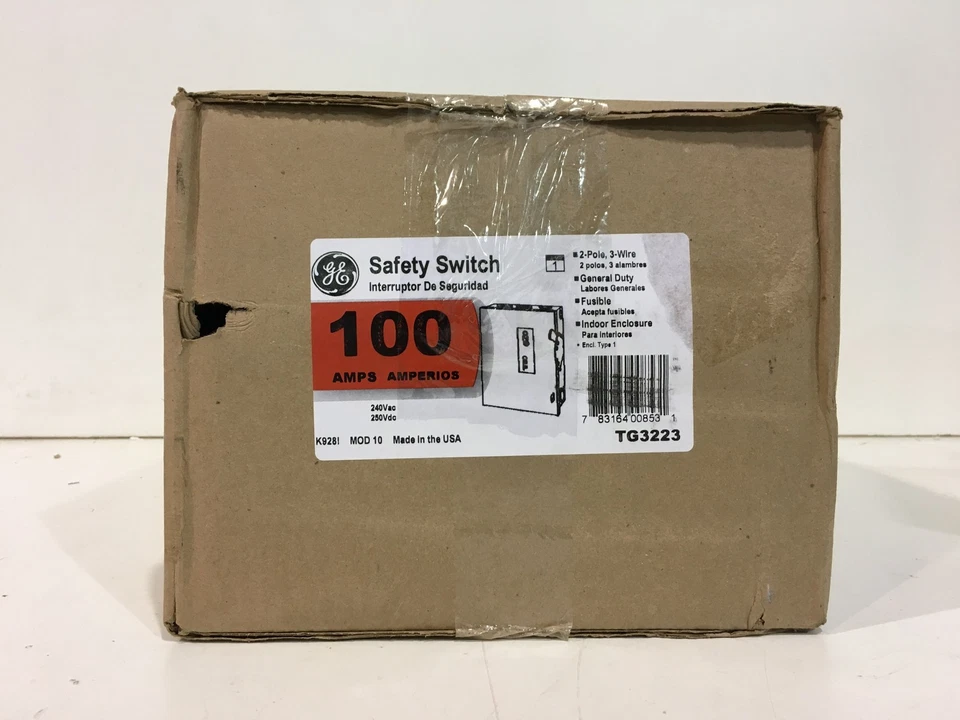 GE
Safety Switch
Interruptor De Seguridad
100
AMPS AMPERIOS
240Vac
250Vdc
K928I MOD 10 Made in the USA
1
2-Pole, 3-Wire
2 polos, 3 alambres
General Duty
Labores Generales
Fusible
Acepta fusibles
Indoor Enclosure
Para Interiores
Encl. Type 1
7 83164 00853 1
TG3223